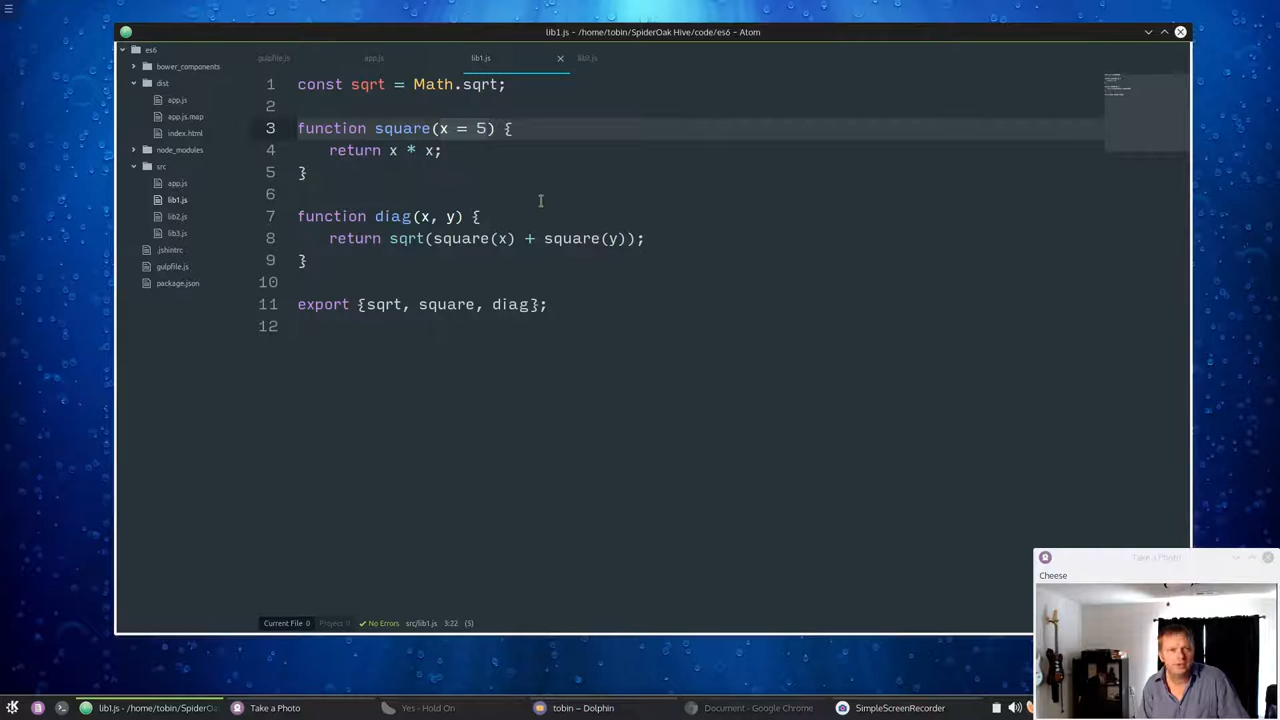 lib1.js - /home/tobin/SpiderOak Hive/code/es6 - Atom
es6
bower_components
dist
app.js
app.js.map
index.html
node_modules
src
app.js
lib1.js
lib2.js
lib3.js
.jshintrc
gulpfile.js
package.json
gulpfile.js
app.js
lib1.js
1 const sqrt = Math.sqrt;
2
3 function square(x = 5) {
4 return x * x;
5 }
6
7 function diag(x, y) {
8 return sqrt(square(x) + square(y));
9 }
10
11 export {sqrt, square, diag};
12
Current File 0
Project 0
No Errors
src/lib1.js
3:22
(5)
Take a Photo
Cheese
lib1.js - /home/tobin/SpiderO
Take a Photo
Yes - Hold On
tobin – Dolphin
Document - Google Chrome
SimpleScreenRecorder